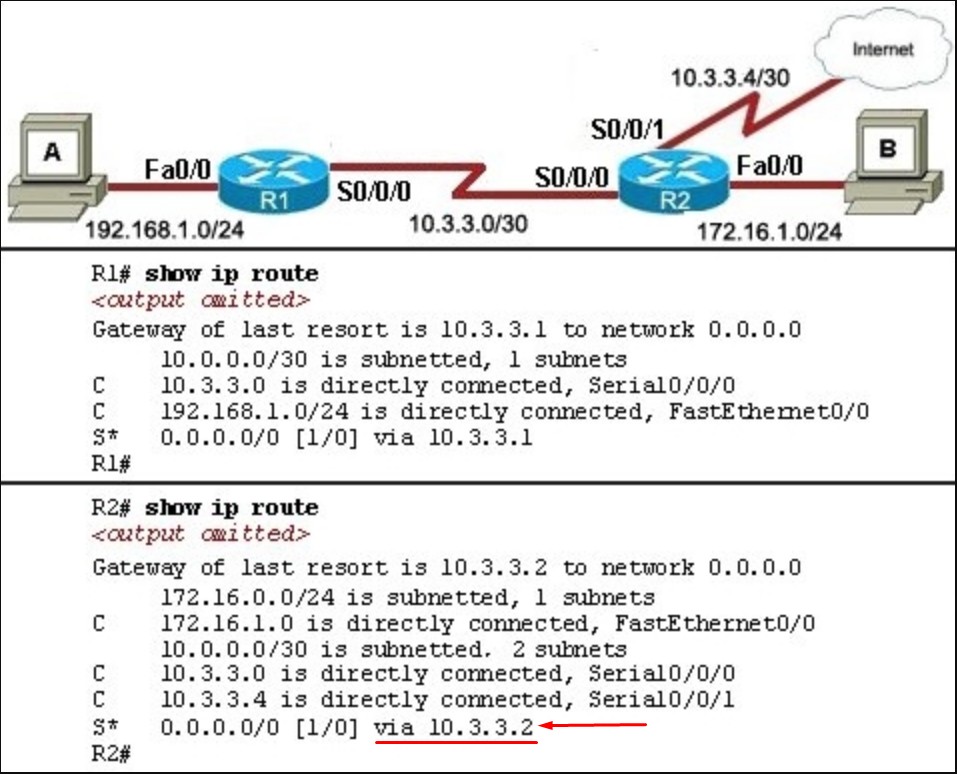 Internet
10.3.3.4/30
S0/0/1
A
B
Fa0/0
R1
S0/0/0
S0/0/0
R2
Fa0/0
192.168.1.0/24
10.3.3.0/30
172.16.1.0/24
R1# show ip route
<output omitted>
Gateway of last resort is 10.3.3.1 to network 0.0.0.0
10.0.0.0/30 is subnetted, 1 subnets
C 10.3.3.0 is directly connected, Serial0/0/0
C 192.168.1.0/24 is directly connected, FastEthernet0/0
S* 0.0.0.0/0 [1/0] via 10.3.3.1
R1#
R2# show ip route
<output omitted>
Gateway of last resort is 10.3.3.2 to network 0.0.0.0
172.16.0.0/24 is subnetted, 1 subnets
C 172.16.1.0 is directly connected, FastEthernet0/0
10.0.0.0/30 is subnetted. 2 subnets
C 10.3.3.0 is directly connected, Serial0/0/0
C 10.3.3.4 is directly connected, Serial0/0/1
S* 0.0.0.0/0 [1/0] via 10.3.3.2
R2#